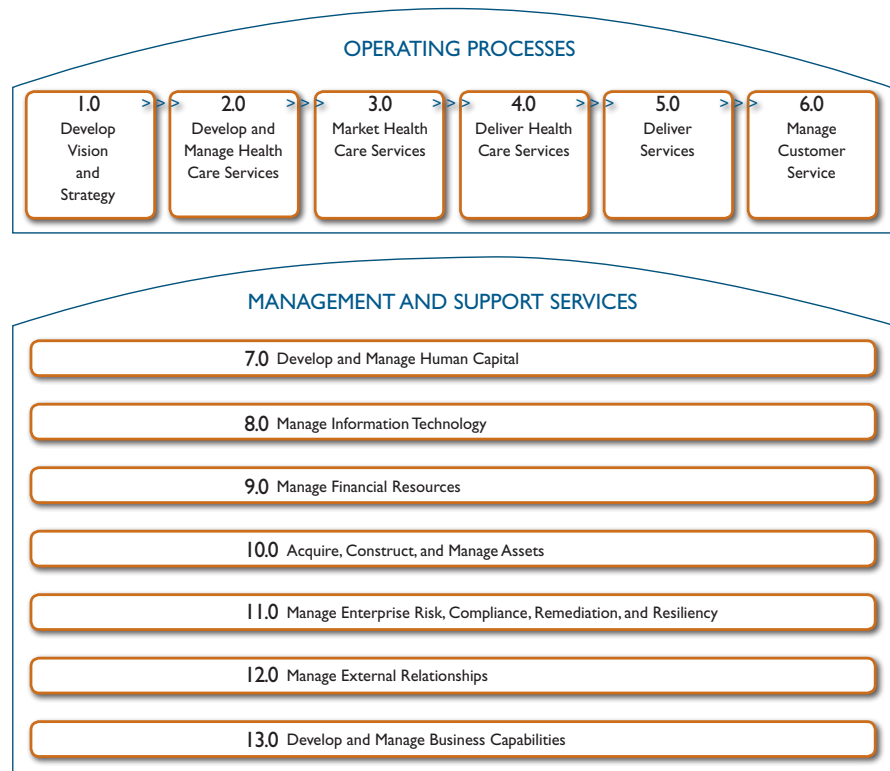 OPERATING PROCESSES
1.0
Develop
Vision
and
Strategy
> > >
2.0
Develop and
Manage Health
Care Services
> > >
3.0
Market Health
Care Services
> > >
4.0
Deliver Health
Care Services
> > >
5.0
Deliver
Services
> > >
6.0
Manage
Customer
Service
MANAGEMENT AND SUPPORT SERVICES
7.0 Develop and Manage Human Capital
8.0 Manage Information Technology
9.0 Manage Financial Resources
10.0 Acquire, Construct, and Manage Assets
11.0 Manage Enterprise Risk, Compliance, Remediation, and Resiliency
12.0 Manage External Relationships
13.0 Develop and Manage Business Capabilities